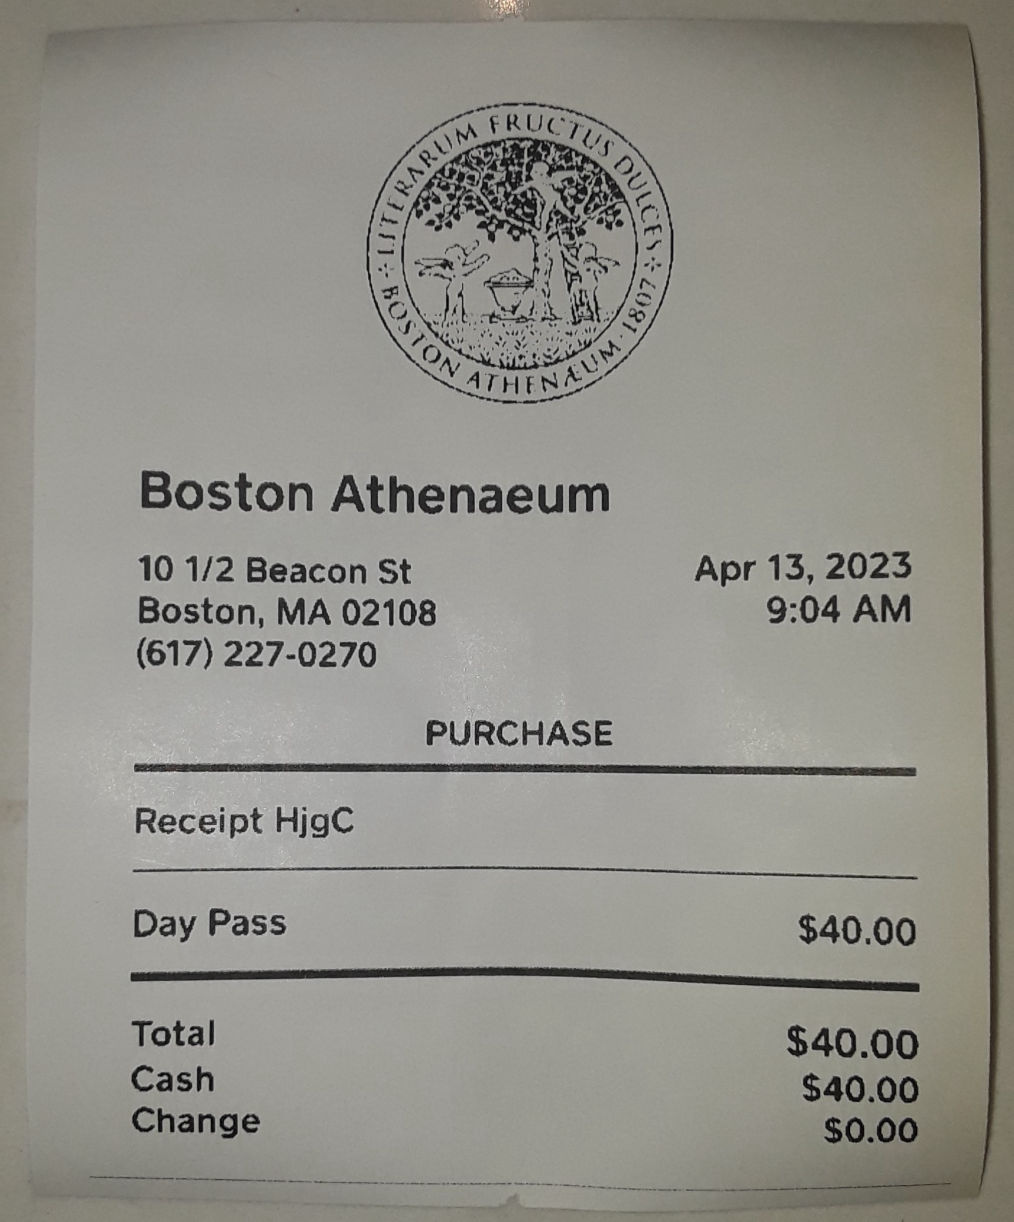 LITERARUM FRUCTUS DULCES
BOSTON ATHENÆUM · 1807
Boston Athenaeum
10 1/2 Beacon St Apr 13, 2023
Boston, MA 02108 9:04 AM
(617) 227-0270
PURCHASE
Receipt HjgC
Day Pass $40.00
Total $40.00
Cash $40.00
Change $0.00